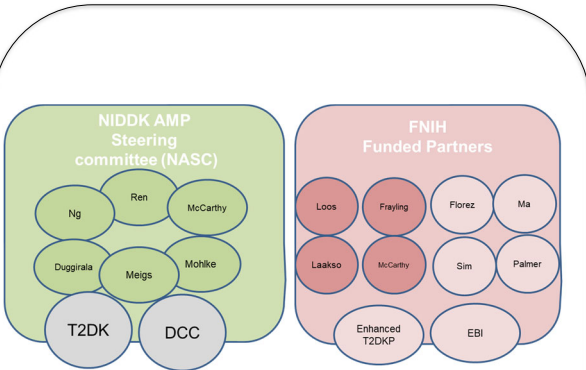 NIDDK AMP
Steering
committee (NASC)
Ng
Ren
McCarthy
Duggirala
Meigs
Mohlke
T2DK
DCC
FNIH
Funded Partners
Loos
Frayling
Florez
Ma
Laakso
McCarthy
Sim
Palmer
Enhanced
T2DKP
EBI